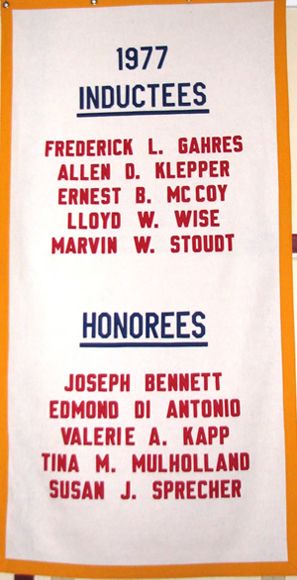 1977
INDUCTEES
FREDERICK L. GAHRES
ALLEN D. KLEPPER
ERNEST B. MC COY
LLOYD W. WISE
MARVIN W. STOUDT
HONOREES
JOSEPH BENNETT
EDMOND DI ANTONIO
VALERIE A. KAPP
TINA M. MULHOLLAND
SUSAN J. SPRECHER